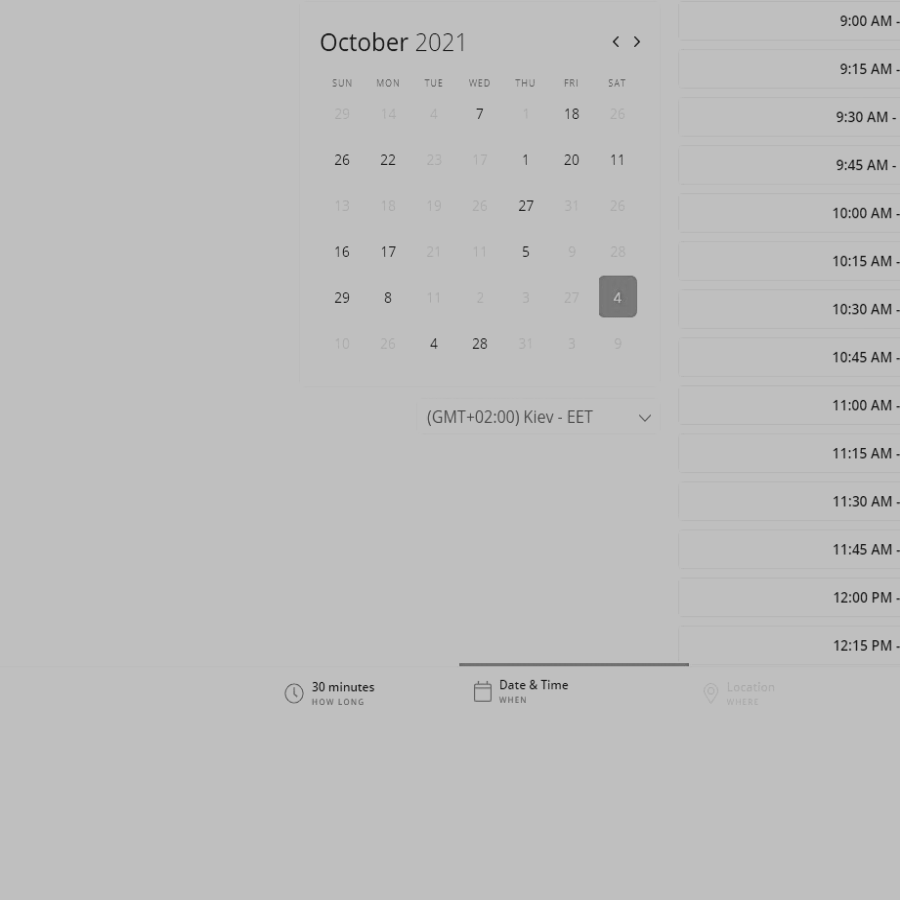 October 2021
SUN MON TUE WED THU FRI SAT
29 14 4 7 1 18 26
26 22 23 17 1 20 11
13 18 19 26 27 31 26
16 17 21 11 5 9 28
29 8 11 2 3 27 4
10 26 4 28 31 3 9
(GMT+02:00) Kiev - EET
9:00 AM -
9:15 AM -
9:30 AM -
9:45 AM -
10:00 AM -
10:15 AM -
10:30 AM -
10:45 AM -
11:00 AM -
11:15 AM -
11:30 AM -
11:45 AM -
12:00 PM -
12:15 PM -
30 minutes
HOW LONG
Date & Time
WHEN
Location
WHERE